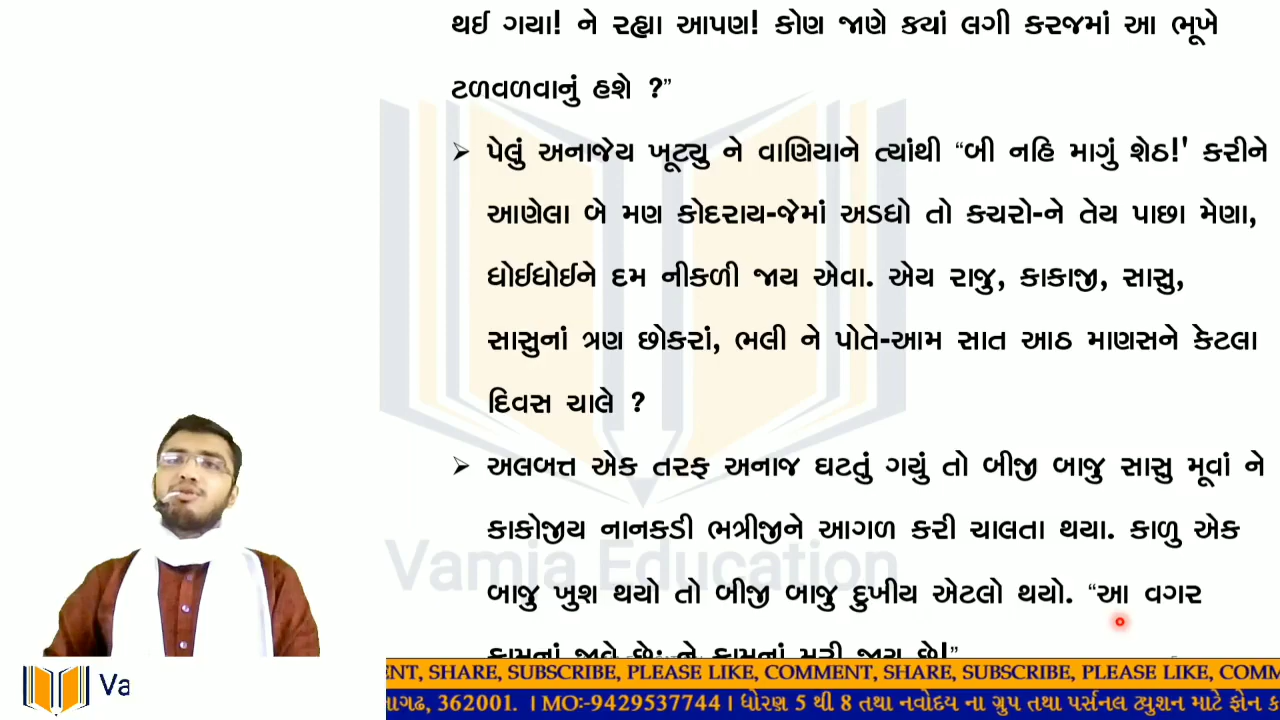 થઈ ગયા! ને રહ્યા આપણ! કોણ જાણે ક્યાં લગી કરજમાં આ ભૂખે
ટળવળવાનું હશે ?”
➢ પેલું અનાજેય ખૂટ્યુ ને વાણિયાને ત્યાંથી “બી નહિ માગું શેઠ!' કરીને
આણેલા બે મણ કોદરાય-જેમાં અડધો તો કચરો-ને તેય પાછા મેણા,
ધોઈધોઈને દમ નીકળી જાય એવા. એય રાજુ, કાકાજી, સાસુ,
સાસુનાં ત્રણ છોકરાં, ભલી ને પોતે-આમ સાત આઠ માણસને કેટલા
દિવસ ચાલે ?
➢ અલબત્ત એક તરફ અનાજ ઘટતું ગયું તો બીજી બાજુ સાસુ મૂવાં ને
કાકોજીય નાનકડી ભત્રીજીને આગળ કરી ચાલતા થયા. કાળુ એક
બાજુ ખુશ થયો તો બીજી બાજુ દુખીય એટલો થયો. “આ વગર
Vamja Education
ENT, SHARE, SUBSCRIBE, PLEASE LIKE, COMMENT, SHARE, SUBSCRIBE, PLEASE LIKE, COMM
Va
નાગઢ, 362001. । MO:-9429537744 । ધોરણ 5 થી 8 તથા નવોદય ના ગ્રુપ તથા પર્સનલ ટ્યુશન માટે ફોન ક